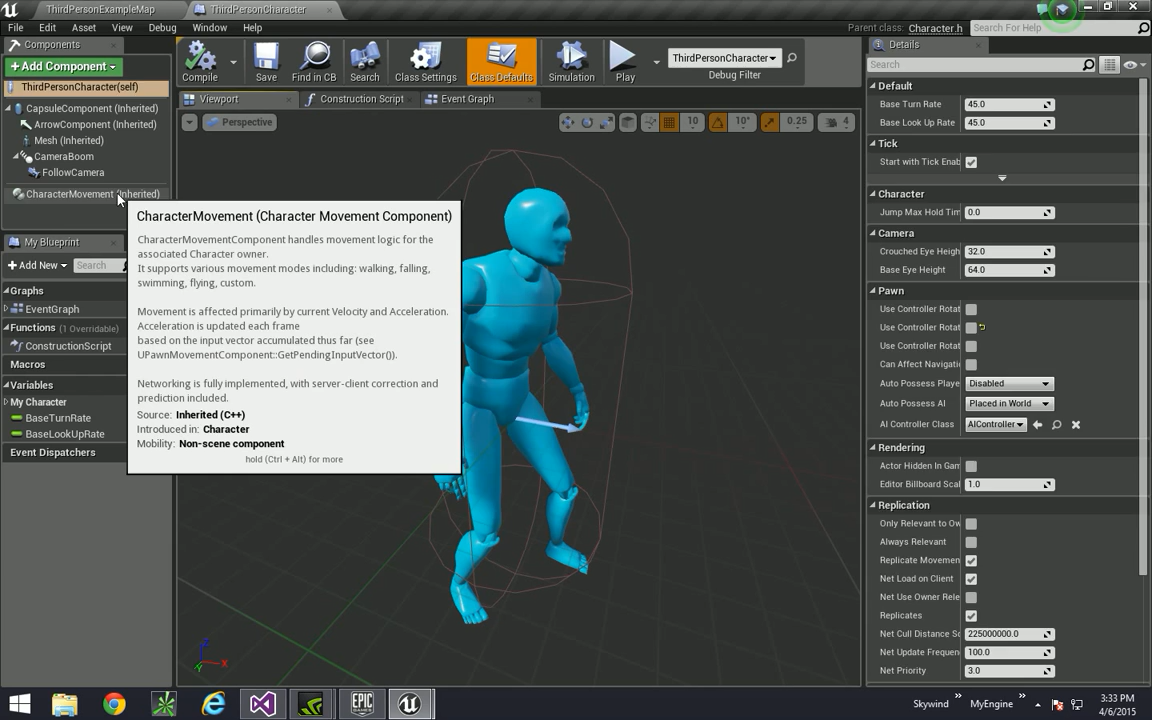 ThirdPersonExampleMap
ThirdPersonCharacter
File Edit Asset View Debug Window Help
Parent class: Character.h
Search For Help
Components
+ Add Component
ThirdPersonCharacter(self)
CapsuleComponent (Inherited)
ArrowComponent (Inherited)
Mesh (Inherited)
CameraBoom
FollowCamera
CharacterMovement (Inherited)
My Blueprint
Add New
Search
Graphs
EventGraph
Functions (1 Overridable)
ConstructionScript
Macros
Variables
My Character
BaseTurnRate
BaseLookUpRate
Event Dispatchers
Compile
Save
Find in CB
Search
Class Settings
Class Defaults
Simulation
Play
ThirdPersonCharacter
Debug Filter
Viewport
Construction Script
Event Graph
Perspective
10
10°
0.25
4
CharacterMovement (Character Movement Component)
CharacterMovementComponent handles movement logic for the
associated Character owner.
It supports various movement modes including: walking, falling,
swimming, flying, custom.
Movement is affected primarily by current Velocity and Acceleration.
Acceleration is updated each frame
based on the input vector accumulated thus far (see
UPawnMovementComponent::GetPendingInputVector()).
Networking is fully implemented, with server-client correction and
prediction included.
Source: Inherited (C++)
Introduced in: Character
Mobility: Non-scene component
hold (Ctrl + Alt) for more
Z
X
Y
Details
Search
Default
Base Turn Rate 45.0
Base Look Up Rate 45.0
Tick
Start with Tick Enab
Character
Jump Max Hold Tim 0.0
Camera
Crouched Eye Heigh 32.0
Base Eye Height 64.0
Pawn
Use Controller Rotat
Use Controller Rotat
Use Controller Rotat
Can Affect Navigati
Auto Possess Playe Disabled
Auto Possess AI Placed in World
AI Controller Class AIController
Rendering
Actor Hidden In Gam
Editor Billboard Scal 1.0
Replication
Only Relevant to Ow
Always Relevant
Replicate Movemen
Net Load on Client
Net Use Owner Rele
Replicates
Net Cull Distance Sq 225000000.0
Net Update Frequen 100.0
Net Priority 3.0
EPIC
GAMES
Skywind
MyEngine
3:33 PM
4/6/2015